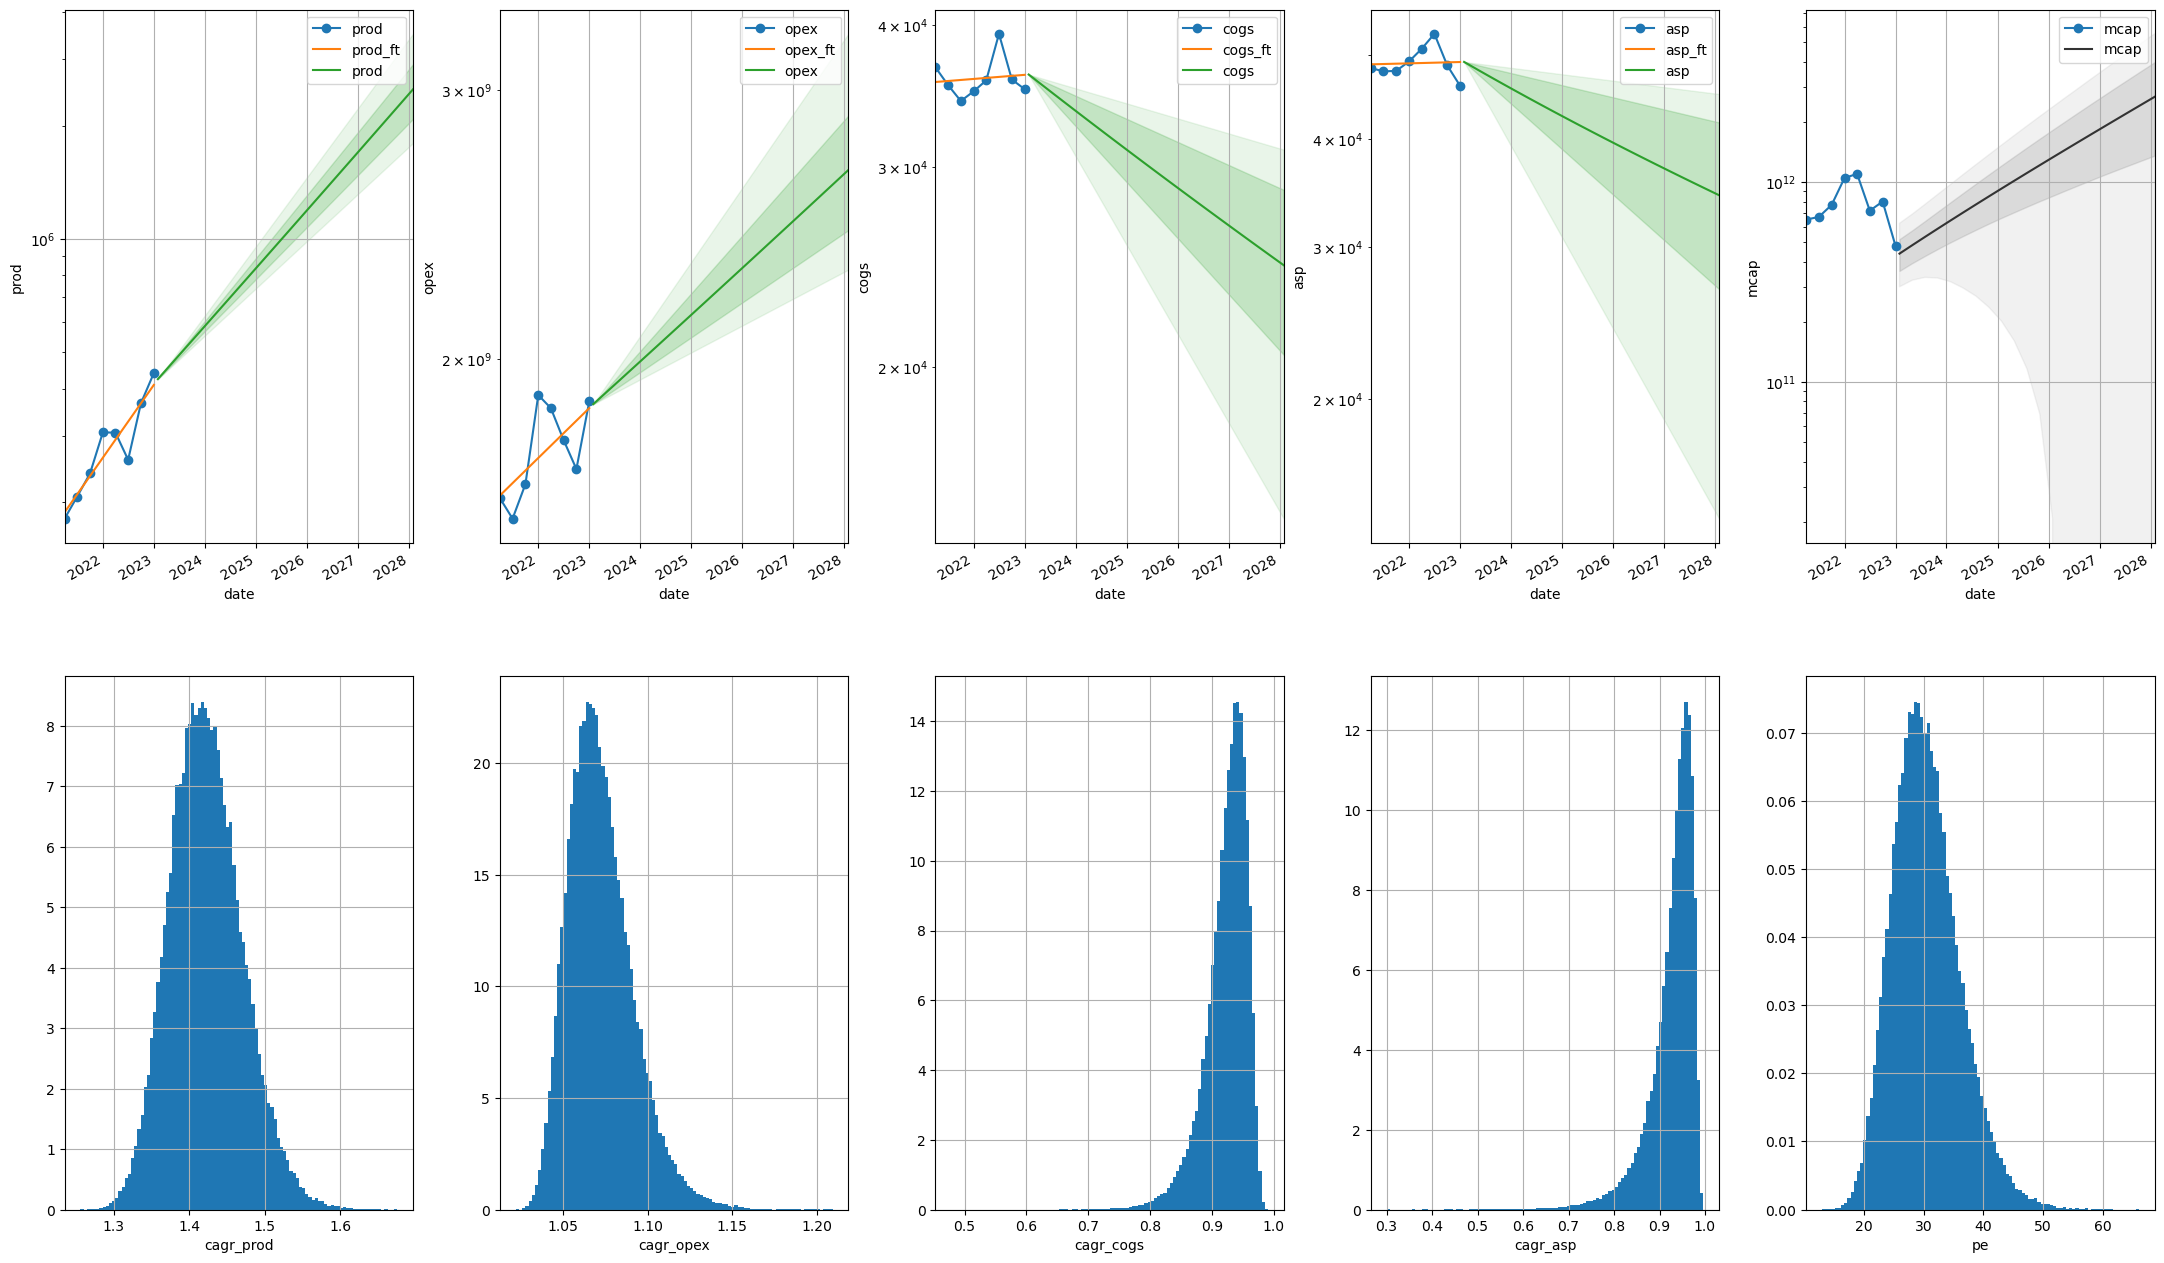 prod
prod_ft
prod
10^6
prod
2022
2023
2024
2025
2026
2027
2028
date
opex
opex_ft
opex
3 × 10^9
2 × 10^9
opex
2022
2023
2024
2025
2026
2027
2028
date
cogs
cogs_ft
cogs
4 × 10^4
3 × 10^4
2 × 10^4
cogs
2022
2023
2024
2025
2026
2027
2028
date
asp
asp_ft
asp
4 × 10^4
3 × 10^4
2 × 10^4
asp
2022
2023
2024
2025
2026
2027
2028
date
mcap
mcap
10^12
10^11
mcap
2022
2023
2024
2025
2026
2027
2028
date
8
7
6
5
4
3
2
1
0
1.3 1.4 1.5 1.6
cagr_prod
20
15
10
5
0
1.05 1.10 1.15 1.20
cagr_opex
14
12
10
8
6
4
2
0
0.5 0.6 0.7 0.8 0.9 1.0
cagr_cogs
12
10
8
6
4
2
0
0.3 0.4 0.5 0.6 0.7 0.8 0.9 1.0
cagr_asp
0.07
0.06
0.05
0.04
0.03
0.02
0.01
0.00
20 30 40 50 60
pe